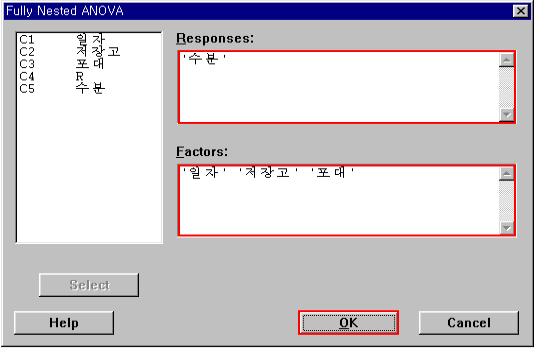 Fully Nested ANOVA
C1 일자
C2 저장고
C3 포대
C4 R
C5 수분
Responses:
'수분'
Factors:
'일자' '저장고' '포대'
Select
Help
OK
Cancel